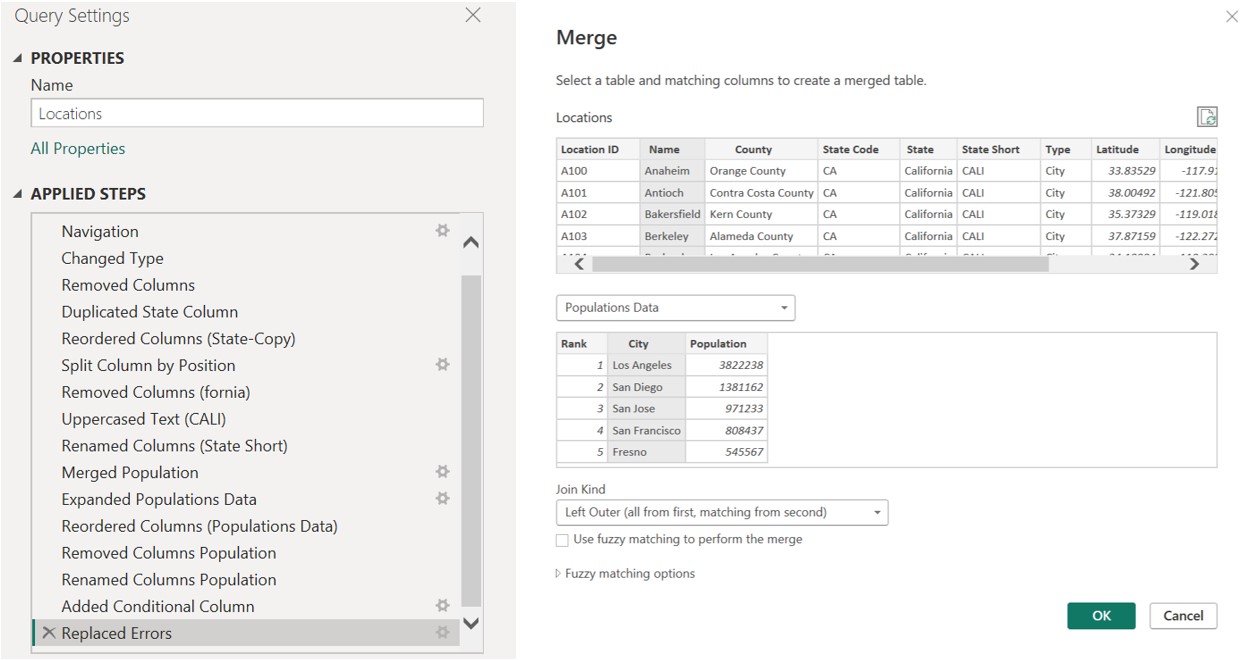 Query Settings
PROPERTIES
Name
Locations
All Properties
APPLIED STEPS
Navigation
Changed Type
Removed Columns
Duplicated State Column
Reordered Columns (State-Copy)
Split Column by Position
Removed Columns (fornia)
Uppercased Text (CALI)
Renamed Columns (State Short)
Merged Population
Expanded Populations Data
Reordered Columns (Populations Data)
Removed Columns Population
Renamed Columns Population
Added Conditional Column
Replaced Errors
Merge
Select a table and matching columns to create a merged table.
Locations
Location ID Name County State Code State State Short Type Latitude Longitude
A100 Anaheim Orange County CA California CALI City 33.83529 -117.91
A101 Antioch Contra Costa County CA California CALI City 38.00492 -121.805
A102 Bakersfield Kern County CA California CALI City 35.37329 -119.018
A103 Berkeley Alameda County CA California CALI City 37.87159 -122.272
Populations Data
Rank City Population
1 Los Angeles 3822238
2 San Diego 1381162
3 San Jose 971233
4 San Francisco 808437
5 Fresno 545567
Join Kind
Left Outer (all from first, matching from second)
Use fuzzy matching to perform the merge
Fuzzy matching options
OK Cancel